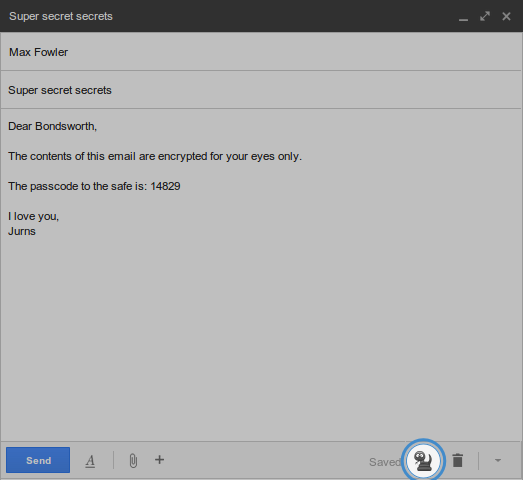 Super secret secrets
Max Fowler
Super secret secrets
Dear Bondsworth,
The contents of this email are encrypted for your eyes only.
The passcode to the safe is: 14829
I love you,
Jurns
Send A Saved